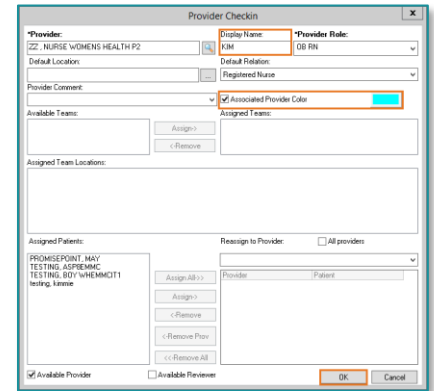 Provider Checkin
x
*Provider:
Display Name:
*Provider Role:
ZZ , NURSE WOMENS HEALTH P2
KIM
OB RN
Default Location:
Default Relation:
...
Registered Nurse
Provider Comment:
Associated Provider Color
Available Teams:
Assigned Teams:
Assign->
<-Remove
Assigned Team Locations:
Assigned Patients:
Reassign to Provider:
All providers
PROMISEPOINT, MAY
TESTING, ASP8EMMC
TESTING, BOY WHEMMCIT1
testing, kimmie
Provider
Patient
Assign All->>
Assign->
<-Remove
<-Remove Prov
<<-Remove All
Available Provider
Available Reviewer
OK
Cancel